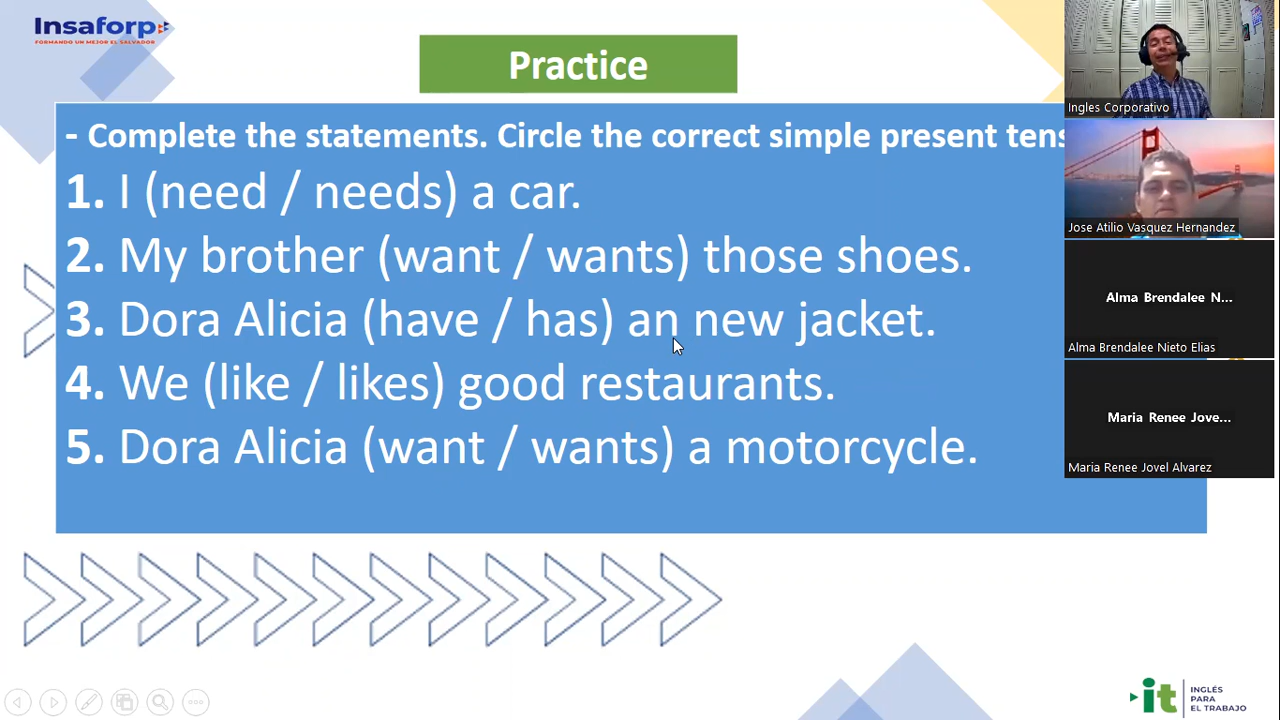 Insaforp
FORMANDO UN MEJOR EL SALVADOR
Practice
- Complete the statements. Circle the correct simple present tens
1. I (need / needs) a car.
2. My brother (want / wants) those shoes.
3. Dora Alicia (have / has) an new jacket.
4. We (like / likes) good restaurants.
5. Dora Alicia (want / wants) a motorcycle.
Ingles Corporativo
Jose Atilio Vasquez Hernandez
Alma Brendalee N...
Alma Brendalee Nieto Elias
Maria Renee Jove...
Maria Renee Jovel Alvarez
it
INGLÉS
PARA
EL TRABAJO